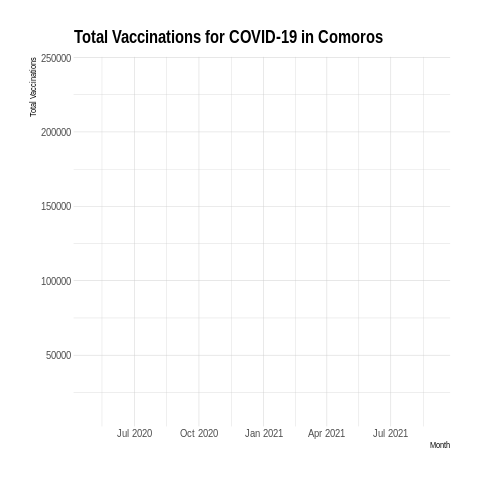 Total Vaccinations for COVID-19 in Comoros
Total Vaccinations
250000
200000
150000
100000
50000
Jul 2020 Oct 2020 Jan 2021 Apr 2021 Jul 2021
Month